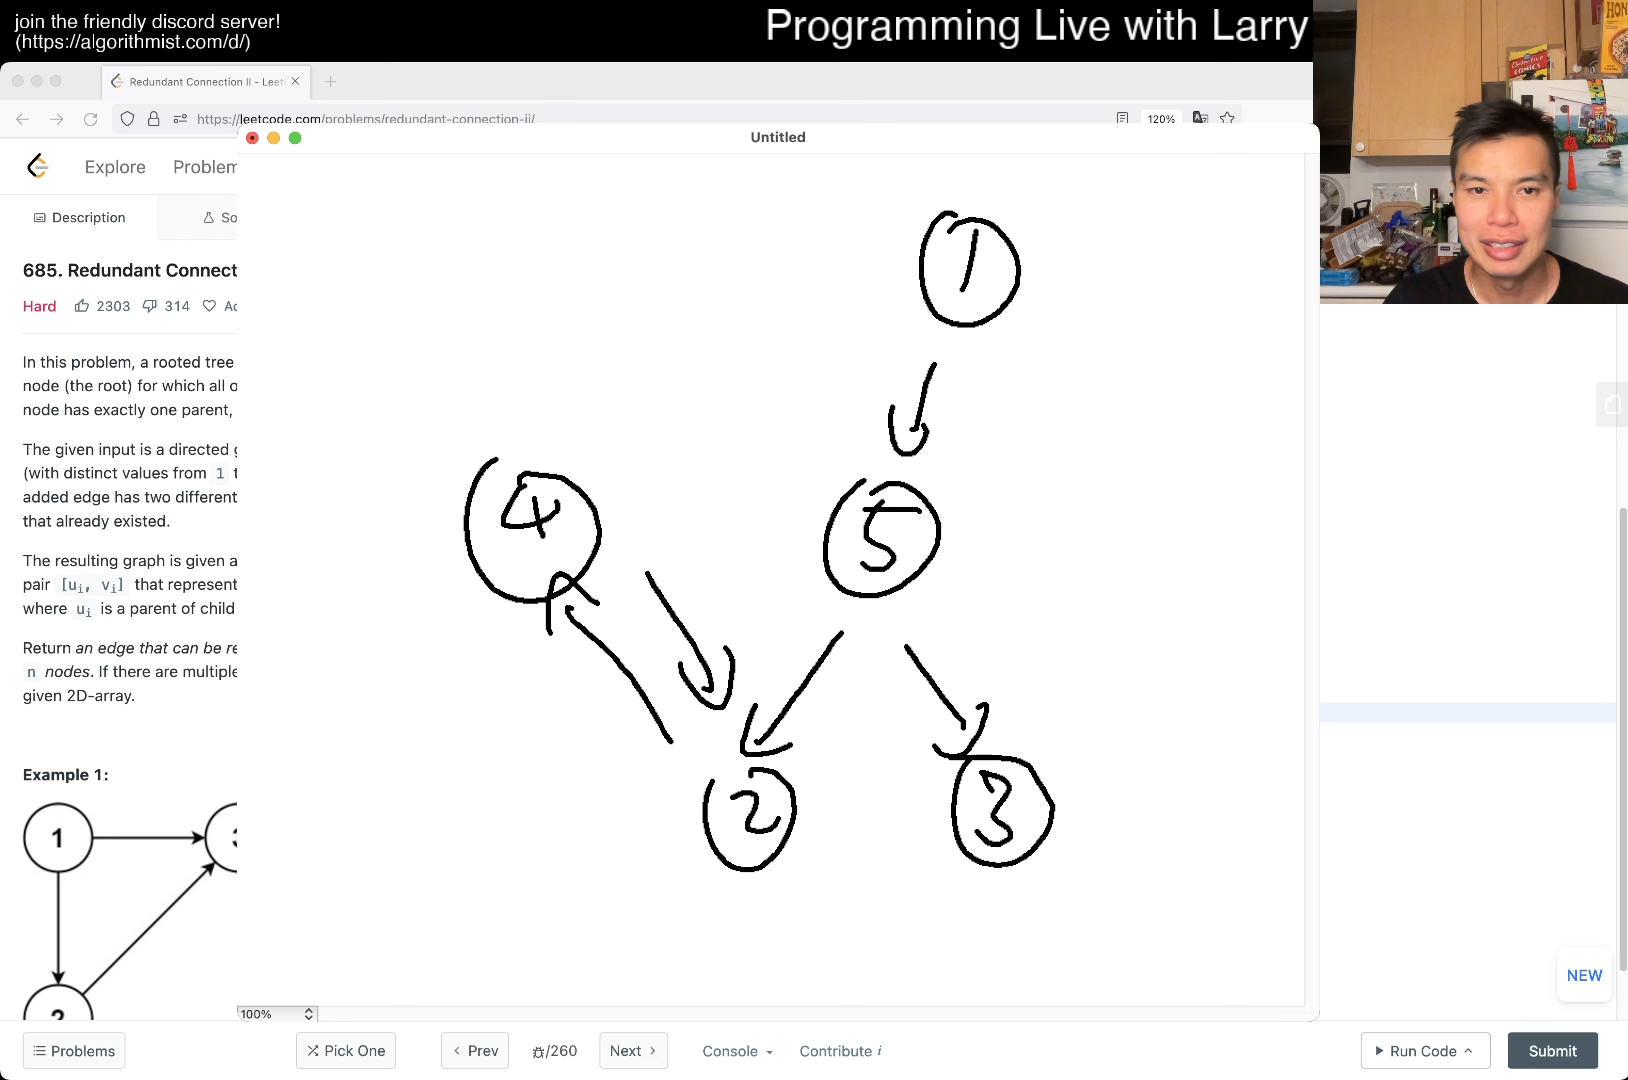 join the friendly discord server!
(https://algorithmist.com/d/)
Programming Live with Larry
Redundant Connection II - Leet
https://leetcode.com/problems/redundant-connection-ii/
120%
Untitled
Explore
Description
685. Redundant Connect
Hard 2303 314
In this problem, a rooted tree
node (the root) for which all
node has exactly one parent,
The given input is a directed
(with distinct values from 1
added edge has two different
that already existed.
The resulting graph is given a
pair [ui, vi] that represent
where ui is a parent of child
Return an edge that can be
n nodes. If there are multiple
given 2D-array.
Example 1:
1
2
1
4
5
2
3
100%
NEW
Problems
Pick One
Prev
/260
Next
Console
Contribute i
Run Code
Submit